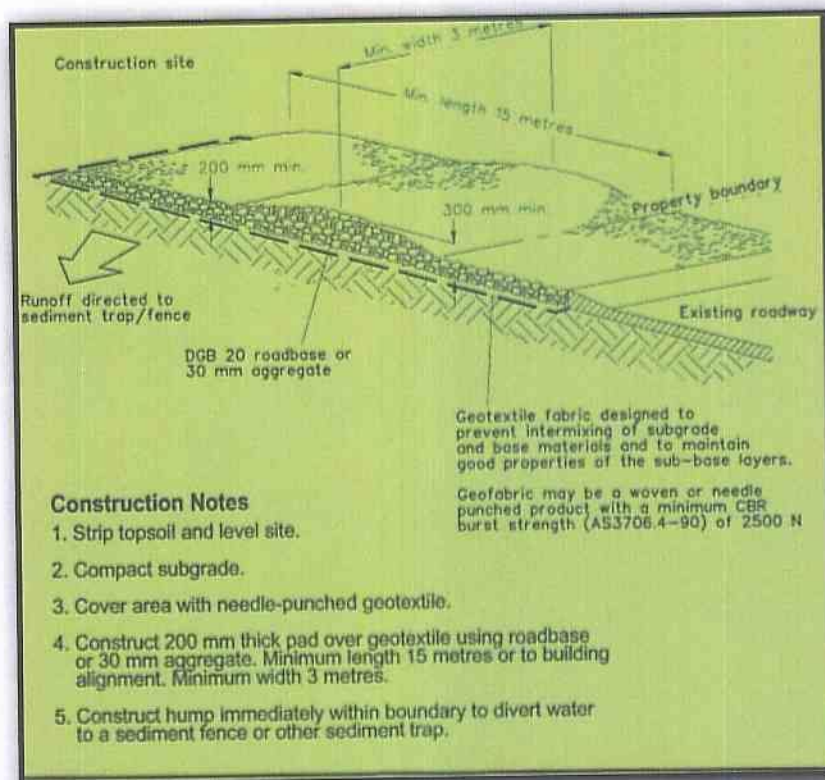 Construction site
Min. width 3 metres
Min. length 15 metres
200 mm min.
300 mm min.
Property boundary
Runoff directed to
sediment trap/fence
Existing roadway
DGB 20 roadbase or
30 mm aggregate
Geotextile fabric designed to
prevent intermixing of subgrade
and base materials and to maintain
good properties of the sub-base layers.
Geofabric may be a woven or needle
punched product with a minimum CBR
burst strength (AS3706.4-90) of 2500 N
Construction Notes
1. Strip topsoil and level site.
2. Compact subgrade.
3. Cover area with needle-punched geotextile.
4. Construct 200 mm thick pad over geotextile using roadbase
or 30 mm aggregate. Minimum length 15 metres or to building
alignment. Minimum width 3 metres.
5. Construct hump immediately within boundary to divert water
to a sediment fence or other sediment trap.